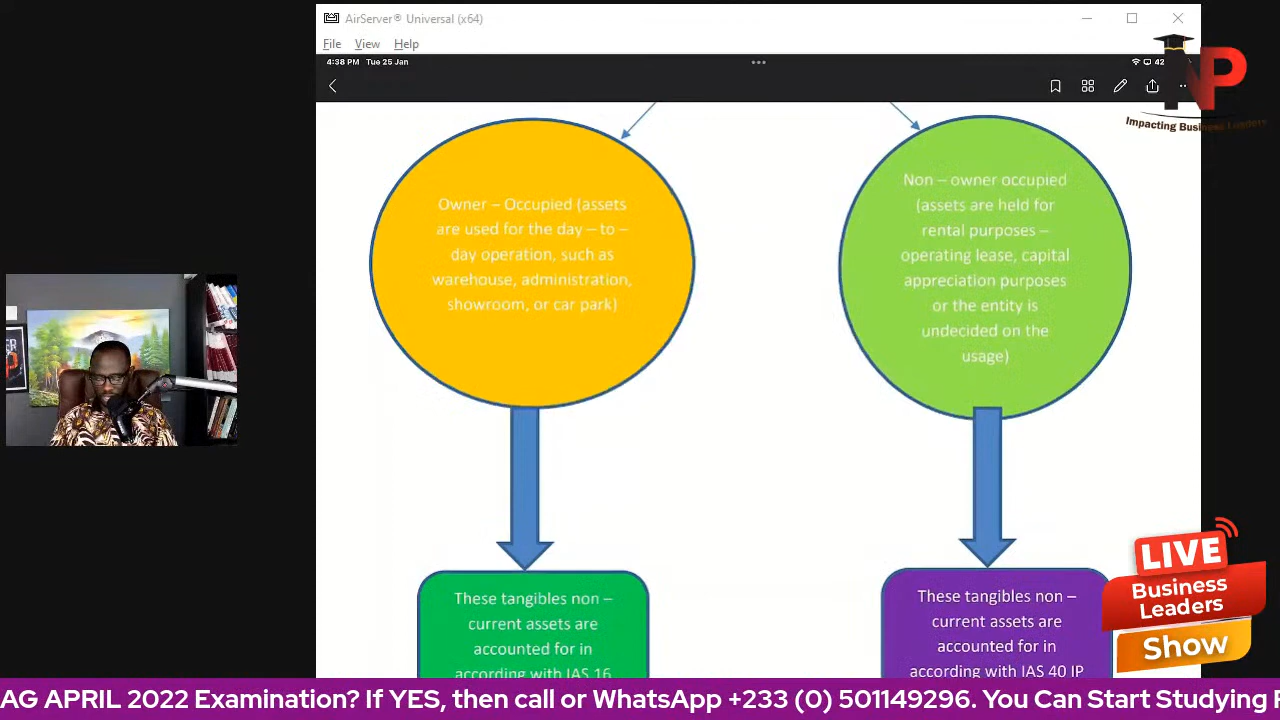 AirServer® Universal (x64)
File View Help
4:38 PM Tue 25 Jan
42
NP
Impacting Business Leaders
Owner – Occupied (assets
are used for the day – to –
day operation, such as
warehouse, administration,
showroom, or car park)
Non – owner occupied
(assets are held for
rental purposes –
operating lease, capital
appreciation purposes
or the entity is
undecided on the
usage)
These tangibles non –
current assets are
accounted for in
according with IAS 16
These tangibles non –
current assets are
accounted for in
according with IAS 40 IP
LIVE
Business
Leaders
Show
AG APRIL 2022 Examination? If YES, then call or WhatsApp +233 (0) 501149296. You Can Start Studying